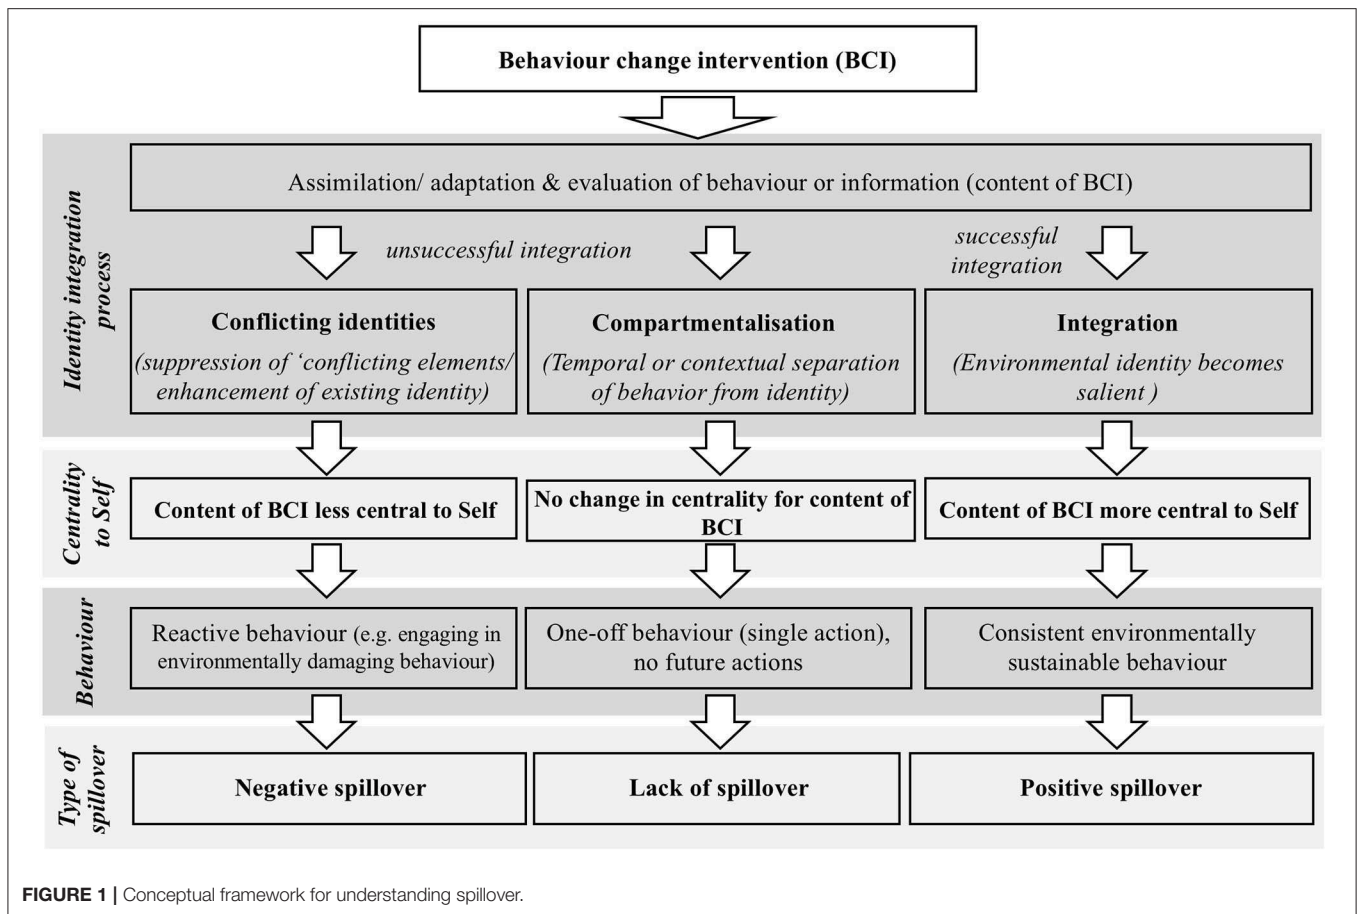 Behaviour change intervention (BCI)
Identity integration
process
Assimilation/ adaptation & evaluation of behaviour or information (content of BCI)
unsuccessful integration
successful
integration
Conflicting identities
(suppression of ‘conflicting elements/
enhancement of existing identity)
Compartmentalisation
(Temporal or contextual separation
of behavior from identity)
Integration
(Environmental identity becomes
salient )
Centrality
to Self
Content of BCI less central to Self
No change in centrality for content of
BCI
Content of BCI more central to Self
Behaviour
Reactive behaviour (e.g. engaging in
environmentally damaging behaviour)
One-off behaviour (single action),
no future actions
Consistent environmentally
sustainable behaviour
Type of
spillover
Negative spillover
Lack of spillover
Positive spillover
FIGURE 1 | Conceptual framework for understanding spillover.